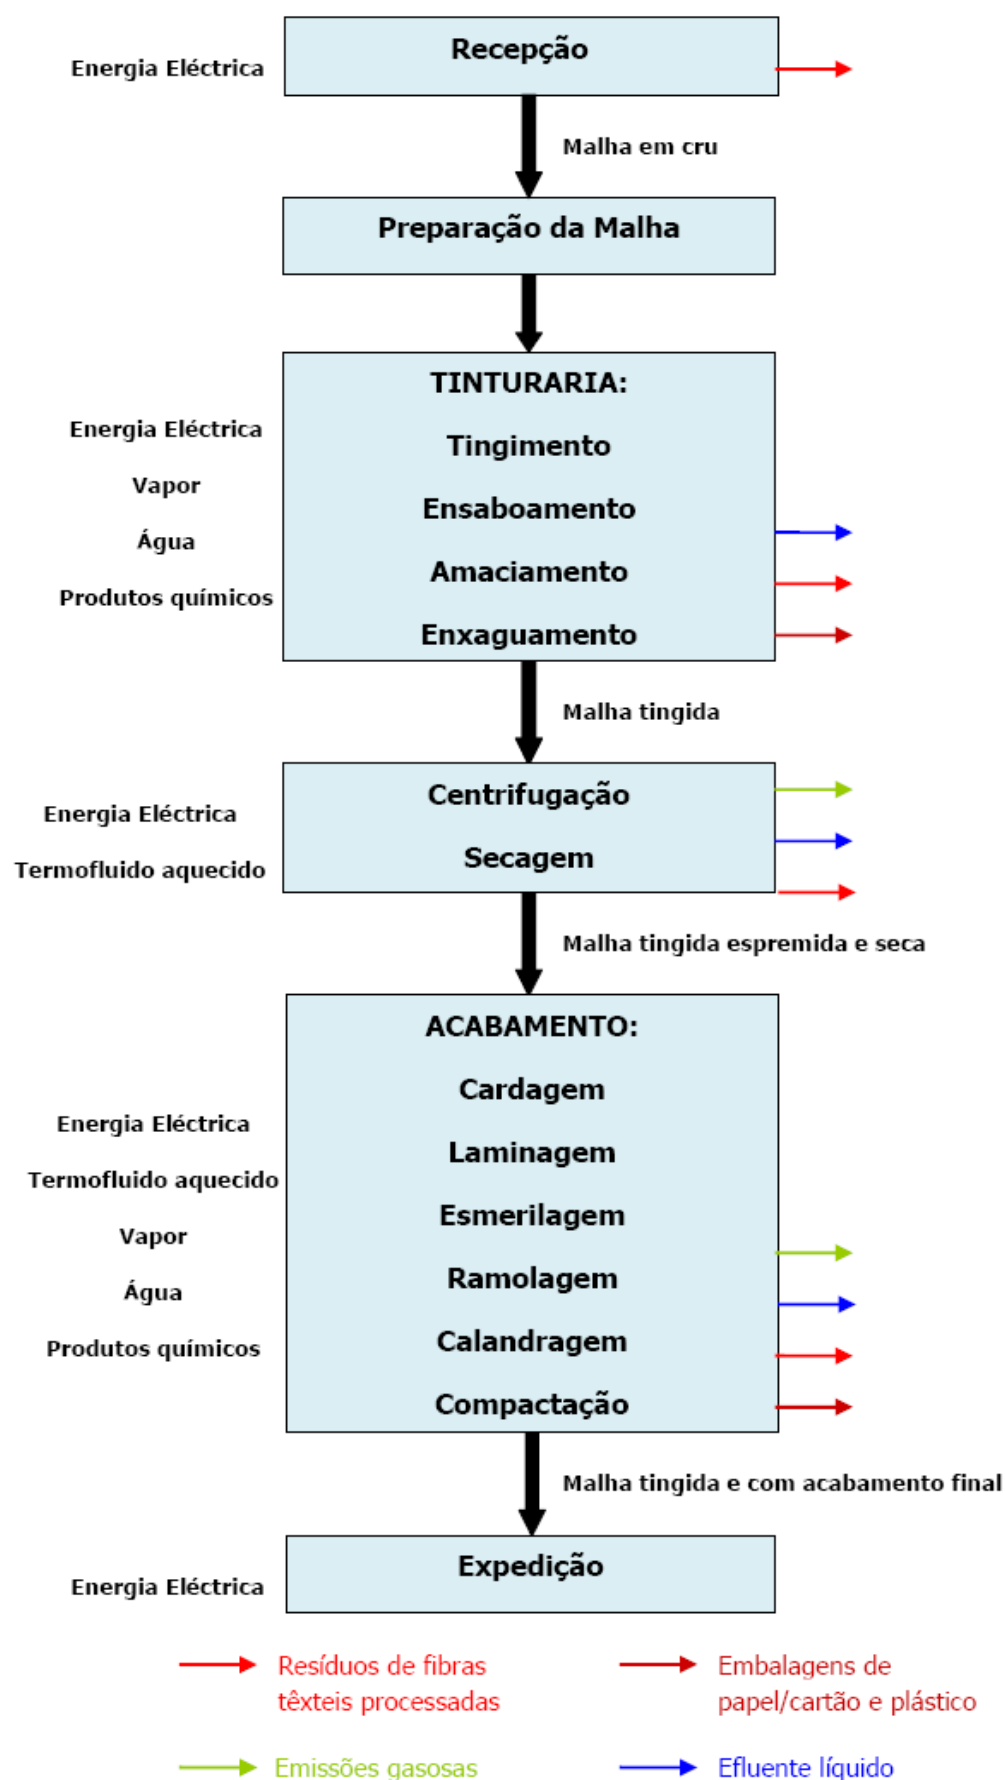 Recepção
Energia Eléctrica
Malha em cru
Preparação da Malha
TINTURARIA:
Tingimento
Ensaboamento
Amaciamento
Enxaguamento
Energia Eléctrica
Vapor
Água
Produtos químicos
Malha tingida
Centrifugação
Secagem
Energia Eléctrica
Termofluido aquecido
Malha tingida espremida e seca
ACABAMENTO:
Cardagem
Laminagem
Esmerilagem
Ramolagem
Calandragem
Compactação
Energia Eléctrica
Termofluido aquecido
Vapor
Água
Produtos químicos
Malha tingida e com acabamento final
Expedição
Energia Eléctrica
Resíduos de fibras
têxteis processadas
Embalagens de
papel/cartão e plástico
Emissões gasosas
Efluente líquido